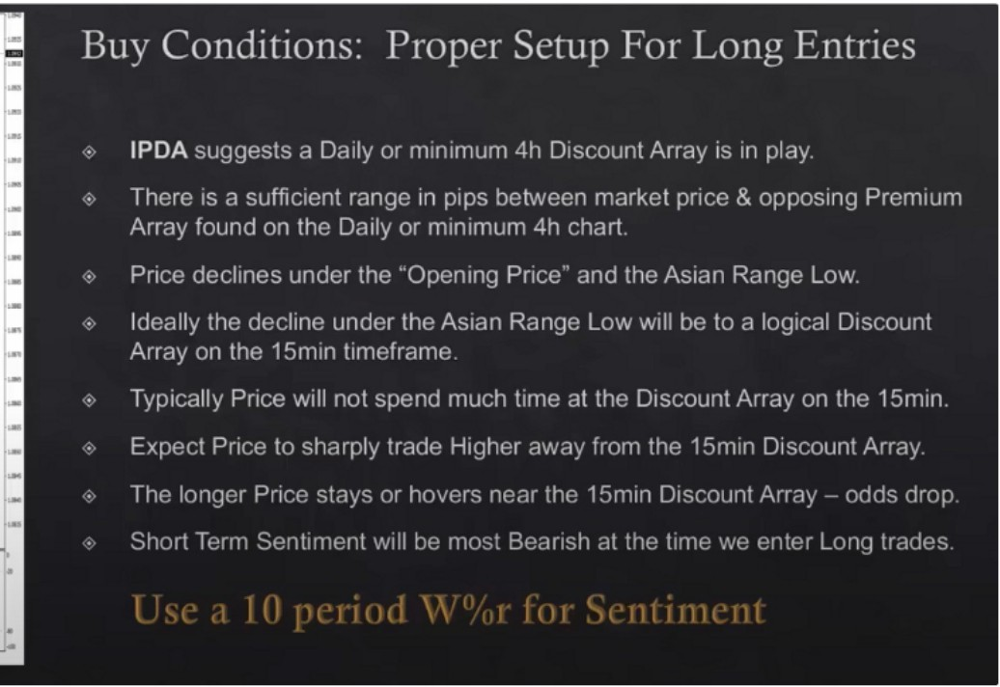 Buy Conditions: Proper Setup For Long Entries
IPDA suggests a Daily or minimum 4h Discount Array is in play.
There is a sufficient range in pips between market price & opposing Premium
Array found on the Daily or minimum 4h chart.
Price declines under the “Opening Price” and the Asian Range Low.
Ideally the decline under the Asian Range Low will be to a logical Discount
Array on the 15min timeframe.
Typically Price will not spend much time at the Discount Array on the 15min.
Expect Price to sharply trade Higher away from the 15min Discount Array.
The longer Price stays or hovers near the 15min Discount Array – odds drop.
Short Term Sentiment will be most Bearish at the time we enter Long trades.
Use a 10 period W%r for Sentiment